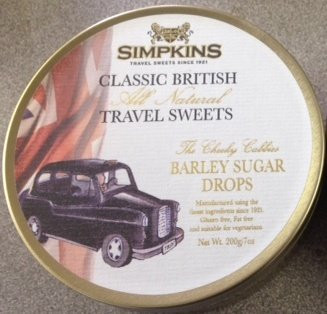 SIMPKINS
TRAVEL SWEETS SINCE 1921
CLASSIC BRITISH
All Natural
TRAVEL SWEETS
The Cheeky Cabbies
BARLEY SUGAR
DROPS
Manufactured using the
finest ingredients since 1921.
Gluten free, Fat free
and suitable for vegetarians
Net Wt. 200g/7oz